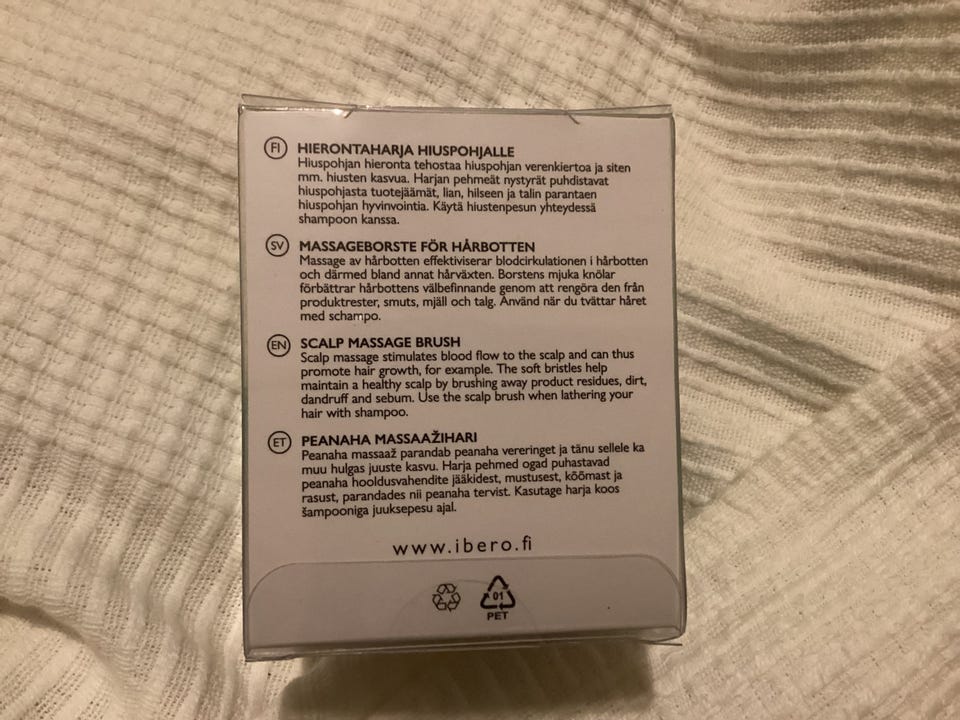 FI HIERONTAHARJA HIUSPOHJALLE
Hiuspohjan hieronta tehostaa hiuspohjan verenkiertoa ja siten
mm. hiusten kasvua. Harjan pehmeät nystyrät puhdistavat
hiuspohjasta tuotejäämät, lian, hilseen ja talin parantaen
hiuspohjan hyvinvointia. Käytä hiustenpesun yhteydessä
shampoon kanssa.
SV MASSAGEBORSTE FÖR HÅRBOTTEN
Massage av hårbotten effektiviserar blodcirkulationen i hårbotten
och därmed bland annat hårväxten. Borstens mjuka knölar
förbättrar hårbottens välbefinnande genom att rengöra den från
produktrester, smuts, mjäll och talg. Använd när du tvättar håret
med schampo.
EN SCALP MASSAGE BRUSH
Scalp massage stimulates blood flow to the scalp and can thus
promote hair growth, for example. The soft bristles help
maintain a healthy scalp by brushing away product residues, dirt,
dandruff and sebum. Use the scalp brush when lathering your
hair with shampoo.
ET PEANAHA MASSAAŽIHARI
Peanaha massaaž parandab peanaha vereringet ja tänu sellele ka
muu hulgas juuste kasvu. Harja pehmed ogad puhastavad
peanaha hooldusvahendite jääkidest, mustusest, kõõmast ja
rasust, parandades nii peanaha tervist. Kasutage harja koos
šampooniga juuksepesu ajal.
www.ibero.fi
01
PET